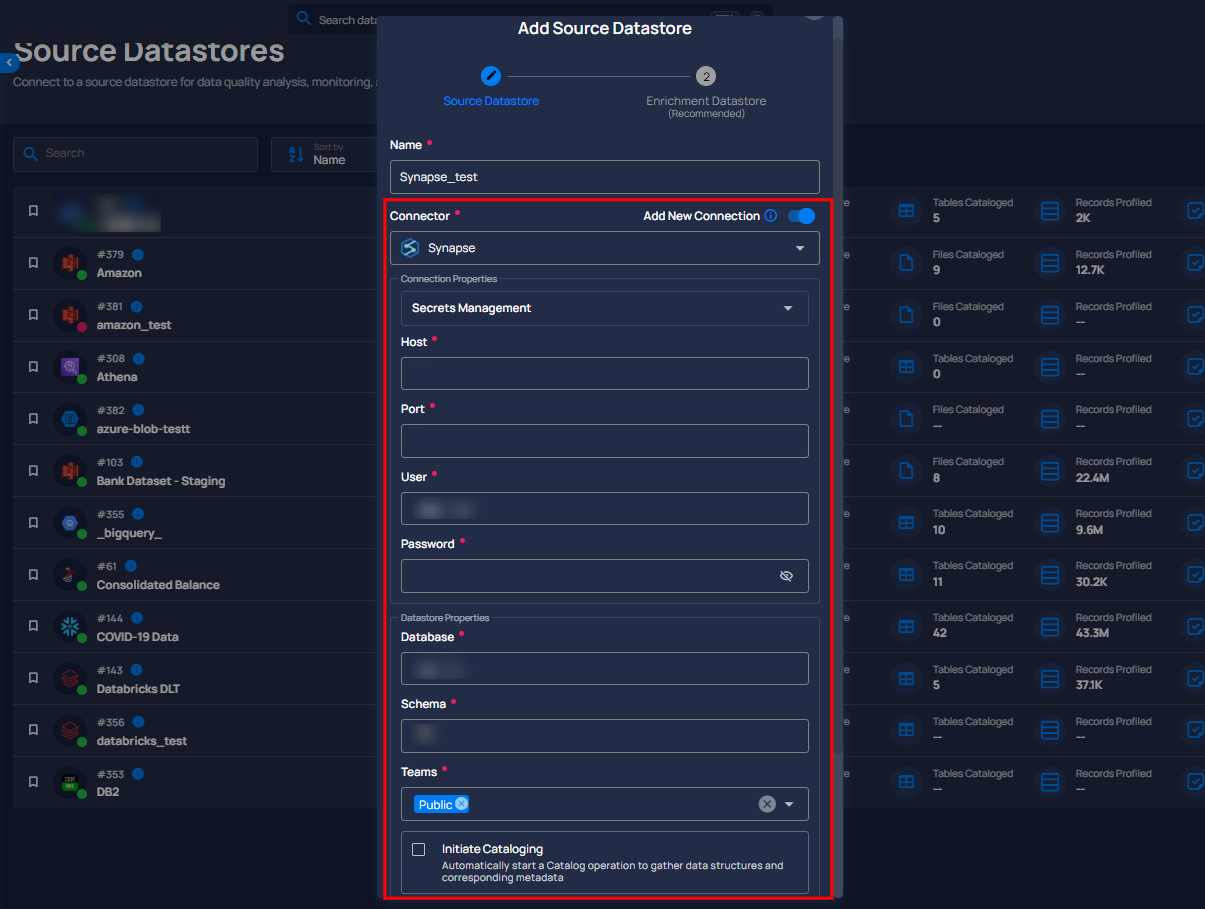 Search data
Add Source Datastore
Source Datastores
Connect to a source datastore for data quality analysis, monitoring,
2
Source Datastore
Enrichment Datastore
(Recommended)
Search
Sort by
Name
Name *
Synapse_test
Connector *
Add New Connection
Synapse
Connection Properties
Secrets Management
Host *
Port *
User *
Password *
Datastore Properties
Database *
Schema *
Teams *
Public
Initiate Cataloging
Automatically start a Catalog operation to gather data structures and
corresponding metadata
Tables Cataloged
5
Records Profiled
2K
#379
Amazon
Files Cataloged
9
Records Profiled
12.7K
#381
amazon_test
Files Cataloged
0
Records Profiled
--
#308
Athena
Tables Cataloged
0
Records Profiled
--
#382
azure-blob-testt
Files Cataloged
--
Records Profiled
--
#103
Bank Dataset - Staging
Files Cataloged
8
Records Profiled
22.4M
#355
_bigquery_
Tables Cataloged
10
Records Profiled
9.6M
#61
Consolidated Balance
Tables Cataloged
11
Records Profiled
30.2K
#144
COVID-19 Data
Tables Cataloged
42
Records Profiled
43.3M
#143
Databricks DLT
Tables Cataloged
5
Records Profiled
37.1K
#356
databricks_test
Tables Cataloged
--
Records Profiled
--
#353
DB2
Tables Cataloged
--
Records Profiled
--